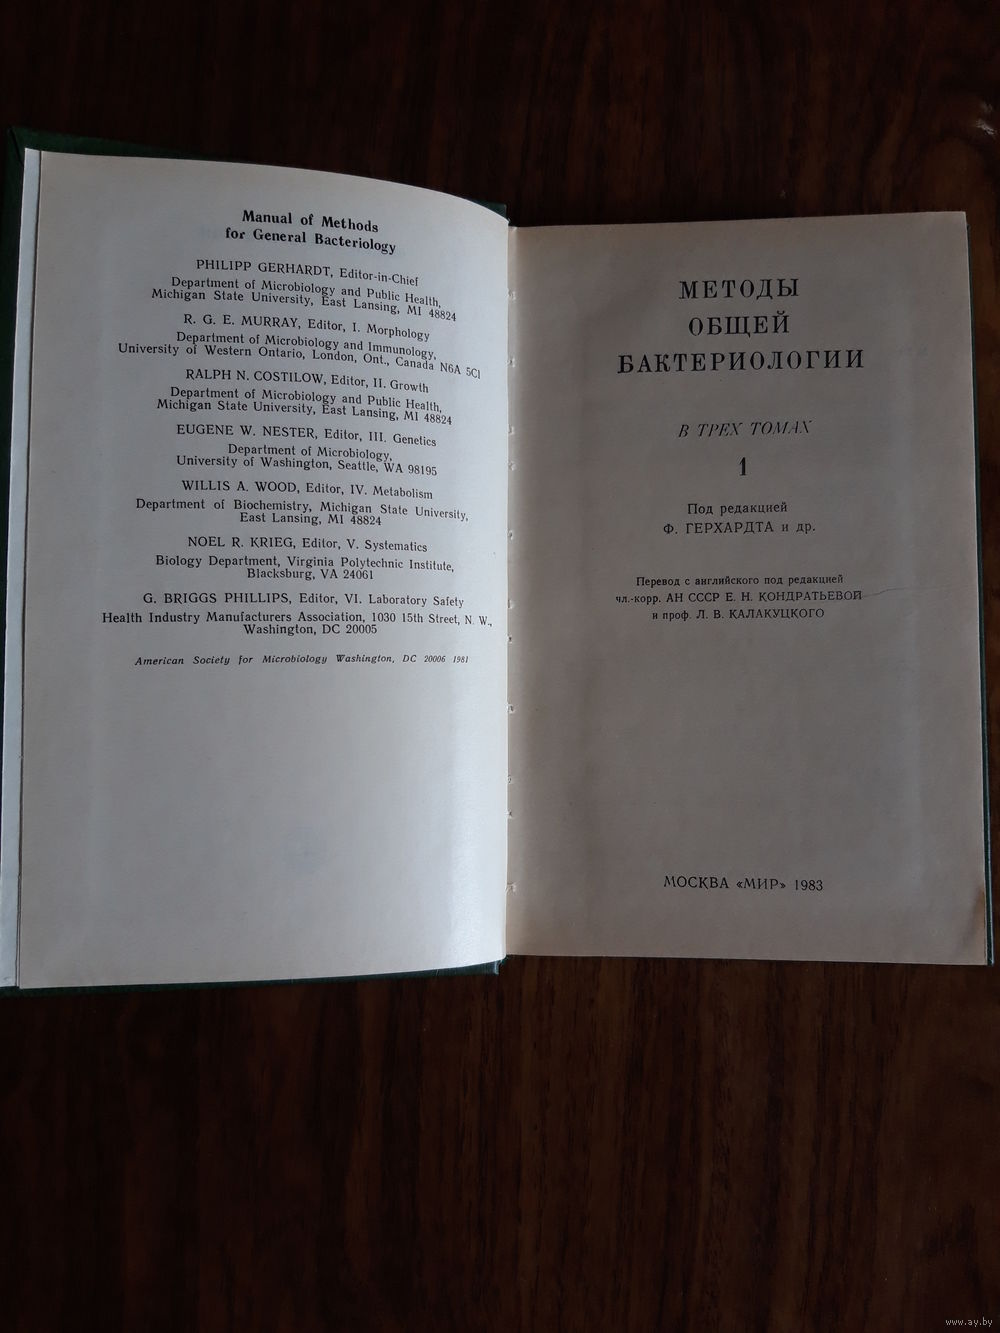 Manual of Methods
for General Bacteriology
PHILIPP GERHARDT, Editor-in-Chief
Department of Microbiology and Public Health,
Michigan State University, East Lansing, MI 48824
R. G. E. MURRAY, Editor, I. Morphology
Department of Microbiology and Immunology,
University of Western Ontario, London, Ont., Canada N6A 5C1
RALPH N. COSTILOW, Editor, II. Growth
Department of Microbiology and Public Health,
Michigan State University, East Lansing, MI 48824
EUGENE W. NESTER, Editor, III. Genetics
Department of Microbiology,
University of Washington, Seattle, WA 98195
WILLIS A. WOOD, Editor, IV. Metabolism
Department of Biochemistry, Michigan State University,
East Lansing, MI 48824
NOEL R. KRIEG, Editor, V. Systematics
Biology Department, Virginia Polytechnic Institute,
Blacksburg, VA 24061
G. BRIGGS PHILLIPS, Editor, VI. Laboratory Safety
Health Industry Manufacturers Association, 1030 15th Street, N. W.,
Washington, DC 20005
American Society for Microbiology Washington, DC 20006 1981
МЕТОДЫ
ОБЩЕЙ
БАКТЕРИОЛОГИИ
В ТРЕХ ТОМАХ
1
Под редакцией
Ф. ГЕРХАРДТА и др.
Перевод с английского под редакцией
чл.-корр. АН СССР Е. Н. КОНДРАТЬЕВОЙ
и проф. Л. В. КАЛАКУЦКОГО
МОСКВА «МИР» 1983
www.ay.by